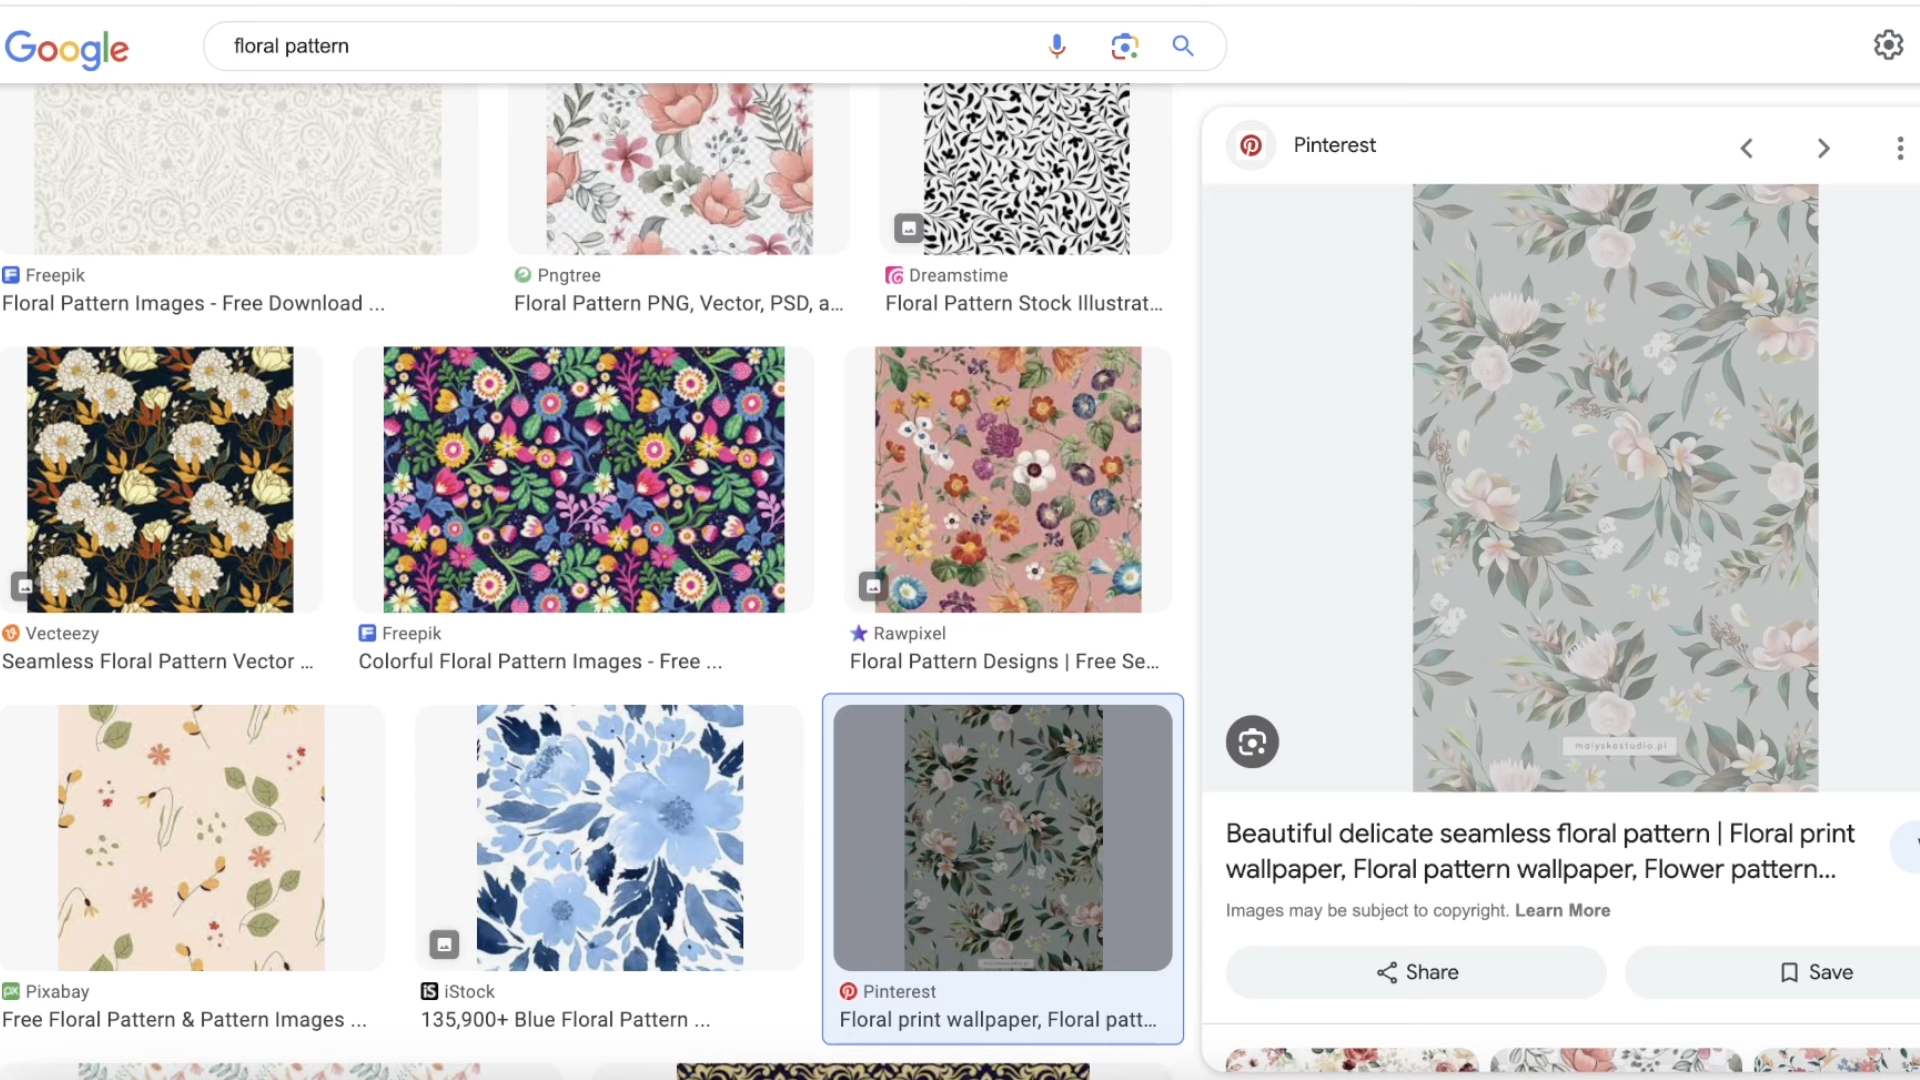 Google
floral pattern
Freepik
Floral Pattern Images - Free Download ...
Pngtree
Floral Pattern PNG, Vector, PSD, a...
Dreamstime
Floral Pattern Stock Illustrat...
Vecteezy
Seamless Floral Pattern Vector ...
Freepik
Colorful Floral Pattern Images - Free ...
Rawpixel
Floral Pattern Designs | Free Se...
Pixabay
Free Floral Pattern & Pattern Images ...
iStock
135,900+ Blue Floral Pattern ...
Pinterest
Floral print wallpaper, Floral patt...
Pinterest
malyskostudio.pl
Beautiful delicate seamless floral pattern | Floral print
wallpaper, Floral pattern wallpaper, Flower pattern...
Images may be subject to copyright. Learn More
Share
Save